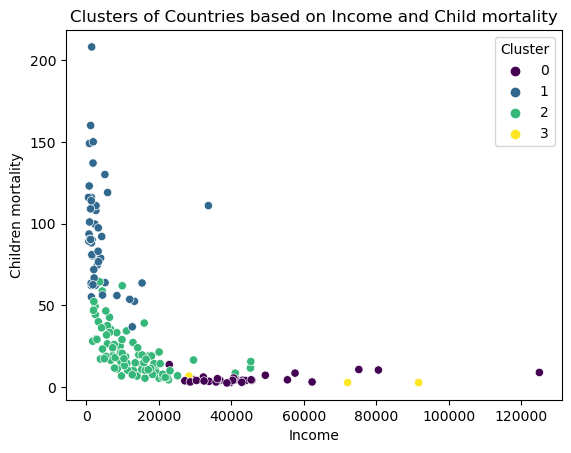 Clusters of Countries based on Income and Child mortality
Cluster
0
1
2
3
Children mortality
200
150
100
50
0
0 20000 40000 60000 80000 100000 120000
Income